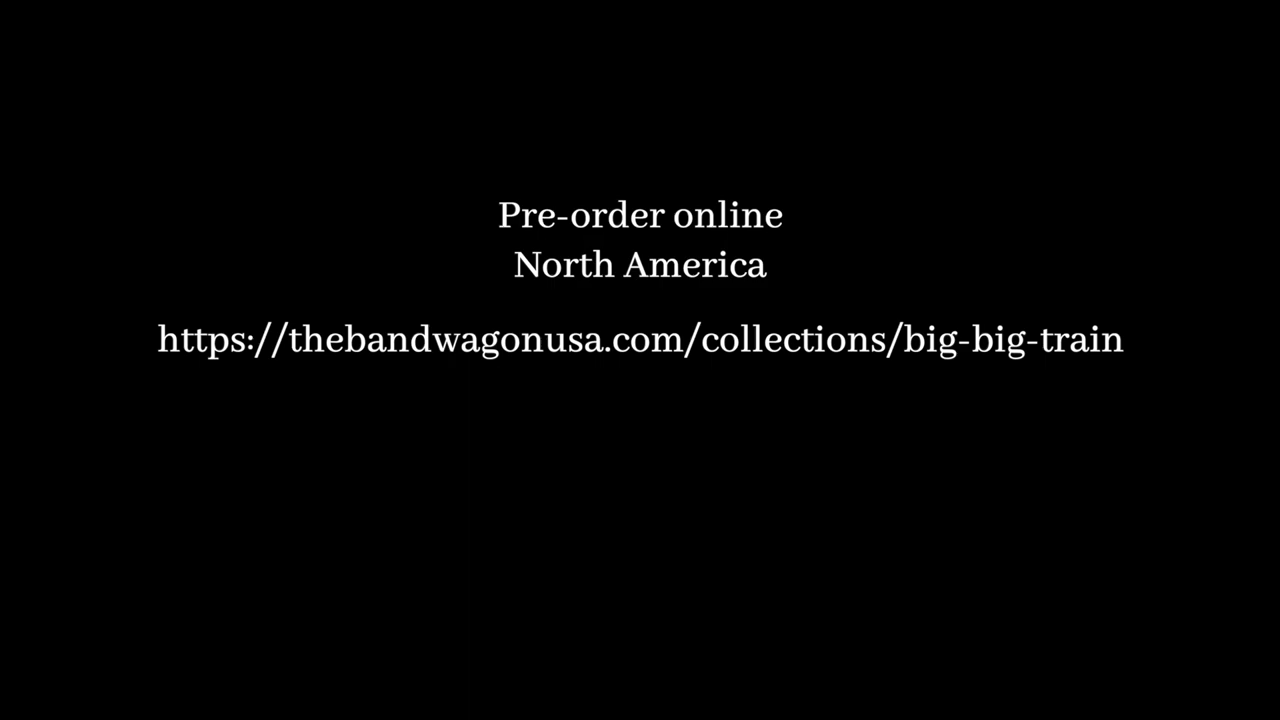 Pre-order online
North America
https://thebandwagonusa.com/collections/big-big-train